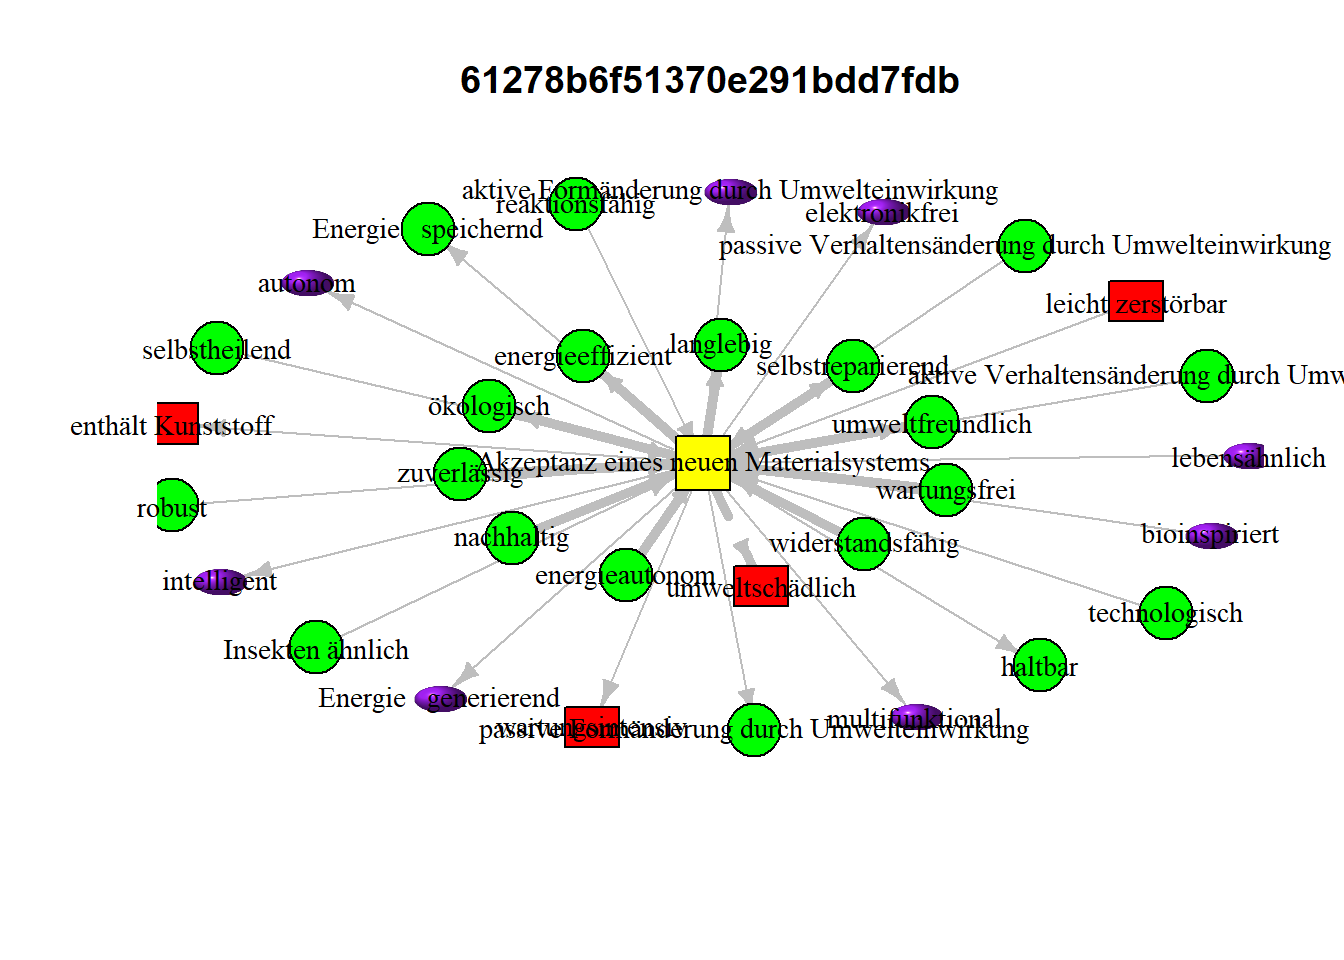 61278b6f51370e291bdd7fdb
aktive Formänderung durch Umwelteinwirkung
reaktionsfähig
elektronikfrei
Energie speichernd
passive Verhaltensänderung durch Umwelteinwirkung
autonom
leicht zerstörbar
selbstheilend
energieeffizient
langlebig
selbstreparierend
aktive Verhaltensänderung durch Umw
ökologisch
enthält Kunststoff
umweltfreundlich
Akzeptanz eines neuen Materialsystems
lebensähnlich
zuverlässig
wartungsfrei
robust
nachhaltig
widerstandsfähig
bioinspiriert
intelligent
energieautonom
umweltschädlich
technologisch
Insekten ähnlich
haltbar
Energie generierend
wartungsintensiv
passive Formänderung durch Umwelteinwirkung
multifunktional